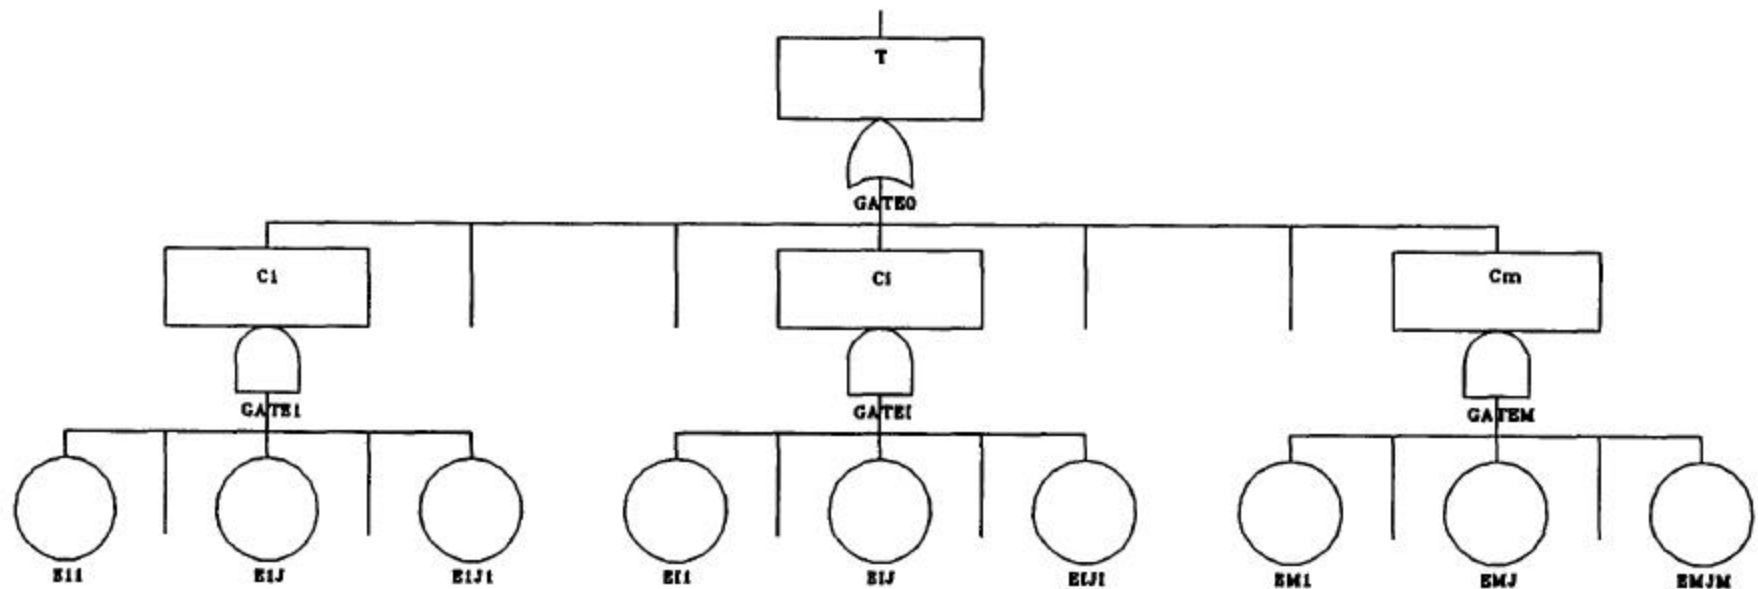 T
GATE0
C1
Ci
Cm
GATE1
GATEI
GATEM
E11
E1J
E1J1
EI1
EIJ
EIJI
EM1
EMJ
EMJM